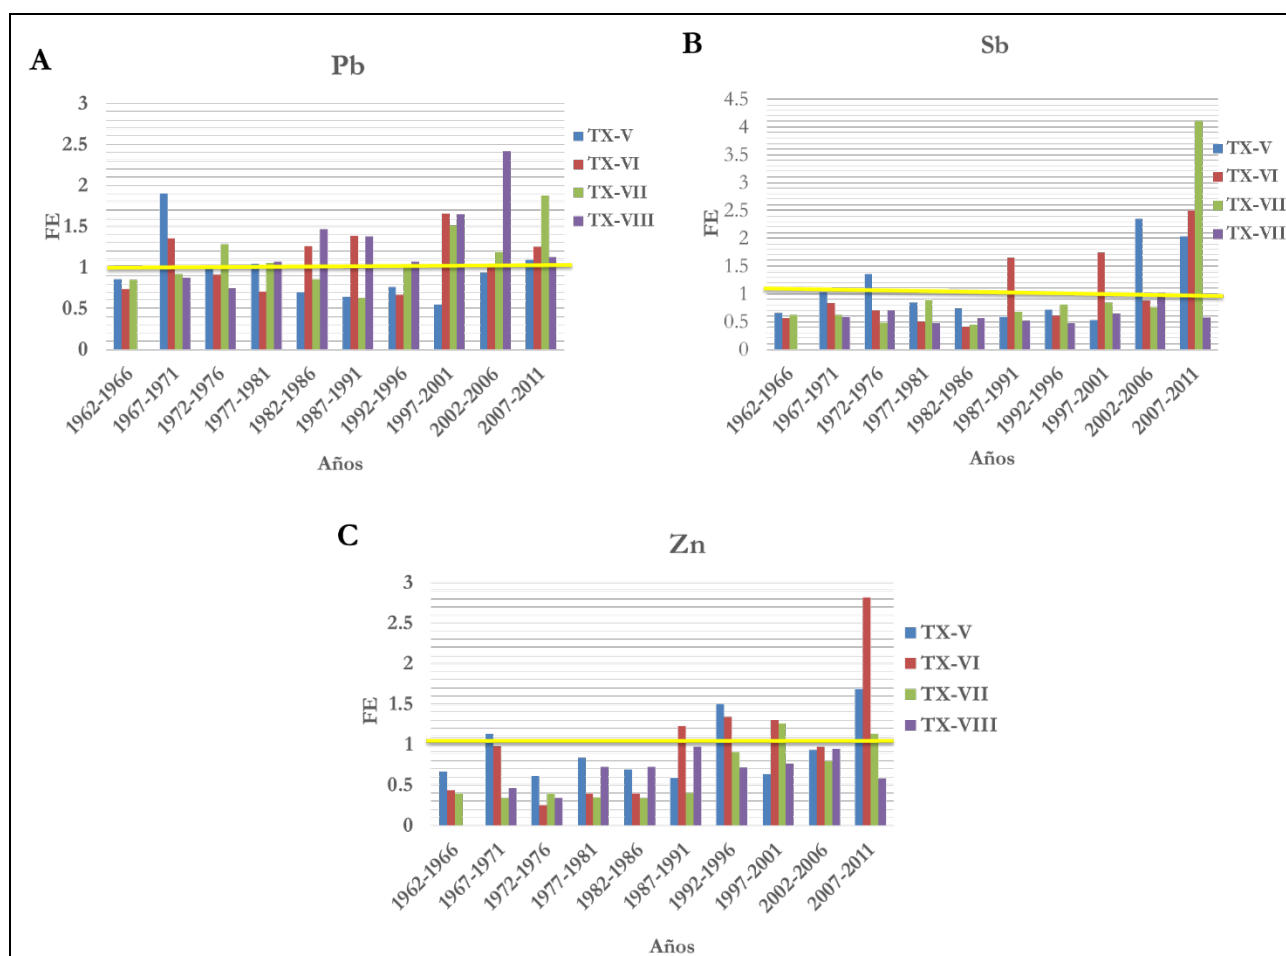 A
Pb
3
2.5
2
1.5
1
0.5
0
FE
1962-1966
1967-1971
1972-1976
1977-1981
1982-1986
1987-1991
1992-1996
1997-2001
2002-2006
2007-2011
Años
TX-V
TX-VI
TX-VII
TX-VIII
B
Sb
4.5
4
3.5
3
2.5
2
1.5
1
0.5
0
FE
1962-1966
1967-1971
1972-1976
1977-1981
1982-1986
1987-1991
1992-1996
1997-2001
2002-2006
2007-2011
Años
TX-V
TX-VI
TX-VII
TX-VII
C
Zn
3
2.5
2
1.5
1
0.5
0
FE
1962-1966
1967-1971
1972-1976
1977-1981
1982-1986
1987-1991
1992-1996
1997-2001
2002-2006
2007-2011
Años
TX-V
TX-VI
TX-VII
TX-VIII